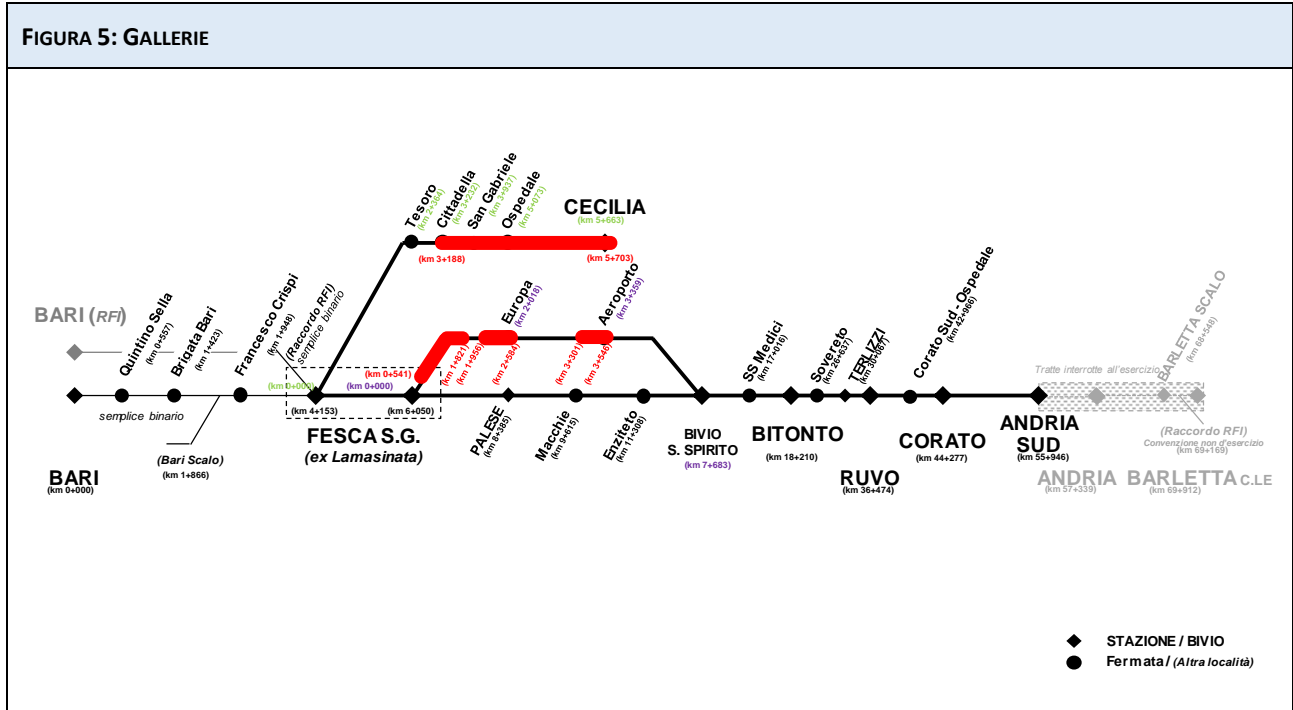 FIGURA 5: GALLERIE
Tesoro
(km 2+364)
Cittadella
(km 3+232)
San Gabriele
(km 3+937)
Ospedale
(km 5+073)
CECILIA
(km 5+663)
(km 3+188)
(km 5+703)
BARI (RFI)
Quintino Sella
(km 0+557)
Brigata Bari
(km 1+423)
Francesco Crispi
(km 1+948)
(Raccordo RFI)
semplice binario
Europa
(km 2+018)
Aeroporto
(km 3+359)
(km 0+541)
(km 1+821)
(km 1+956)
(km 2+584)
(km 3+301)
(km 3+546)
(km 0+000)
(km 0+000)
SS Medici
(km 17+016)
Sovereto
(km 26+637)
TERLIZZI
(km 30+067)
Corato Sud - Ospedale
(km 42+966)
Tratte interrotte all'esercizio
BARLETTA SCALO
(km 68+548)
semplice binario
(Bari Scalo)
(km 1+866)
BARI
(km 0+000)
(km 4+153)
(km 6+050)
FESCA S.G.
(ex Lamasinata)
PALESE
(km 8+385)
Macchie
(km 9+615)
Enziteto
(km 11+308)
BIVIO
S. SPIRITO
(km 7+683)
BITONTO
(km 18+210)
RUVO
(km 36+474)
CORATO
(km 44+277)
ANDRIA
SUD
(km 55+946)
(Raccordo RFI)
Convenzione non d'esercizio
(km 69+169)
ANDRIA
(km 57+339)
BARLETTA C.LE
(km 69+912)
STAZIONE / BIVIO
Fermata / (Altra località)